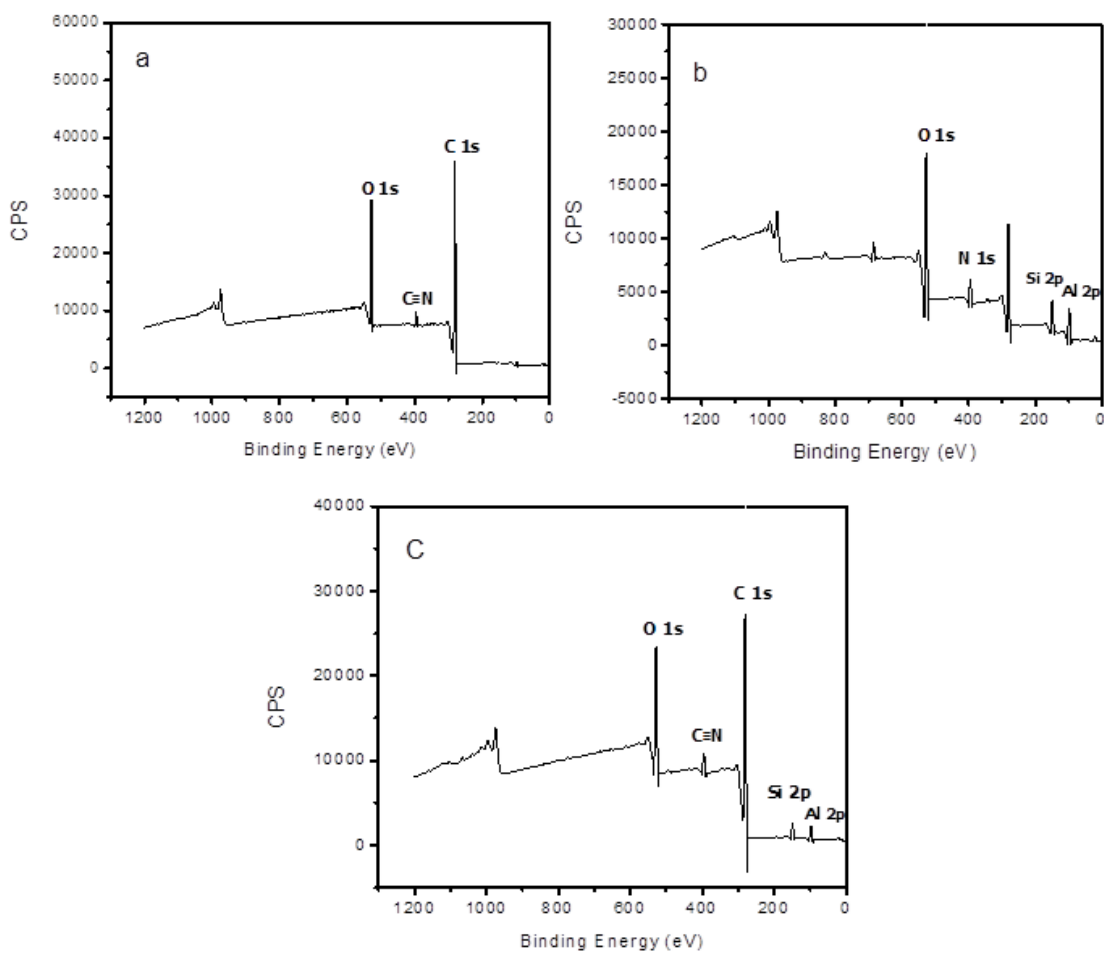 a
60000
50000
40000
30000
20000
10000
0
CPS
O 1s
C≡N
C 1s
1200 1000 800 600 400 200 0
Binding Energy (eV)
b
30000
25000
20000
15000
10000
5000
0
-5000
CPS
O 1s
N 1s
Si 2p
Al 2p
1200 1000 800 600 400 200 0
Binding Energy (eV)
C
40000
30000
20000
10000
0
CPS
O 1s
C≡N
C 1s
Si 2p
Al 2p
1200 1000 800 600 400 200 0
Binding Energy (eV)